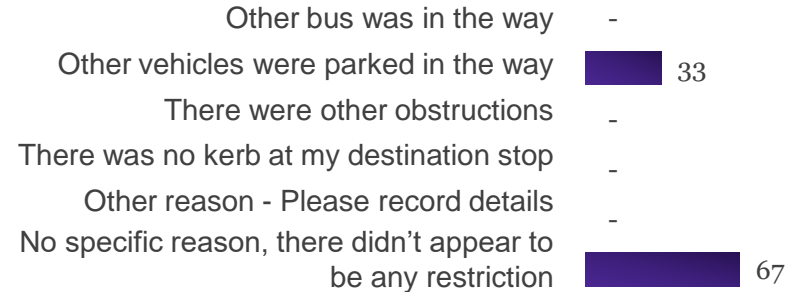 Other bus was in the way -
Other vehicles were parked in the way 33
There were other obstructions -
There was no kerb at my destination stop -
Other reason - Please record details -
No specific reason, there didn’t appear to
be any restriction 67